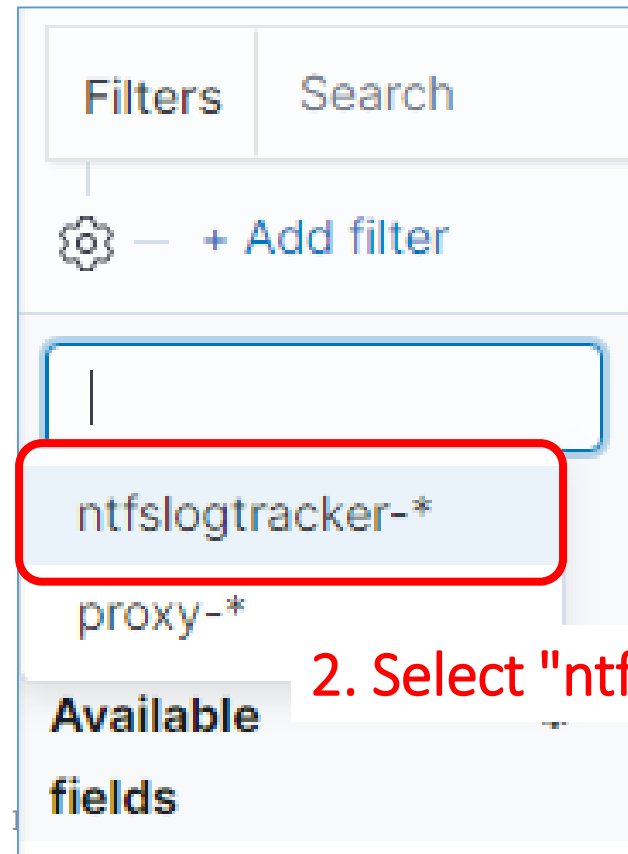 Filters Search
+ Add filter
ntfslogtracker-*
proxy-*
2. Select "ntf
Available
fields